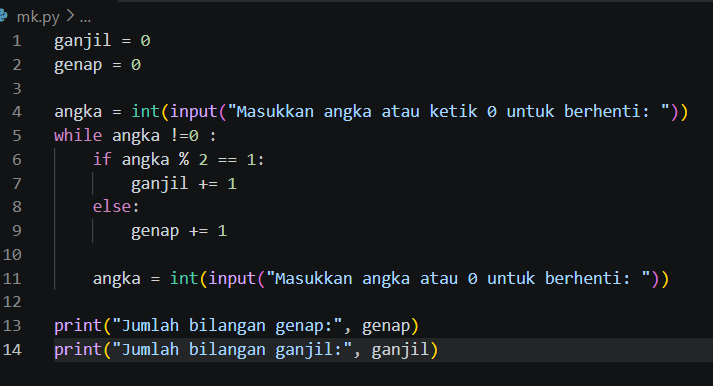 mk.py > ...
1 ganjil = 0
2 genap = 0
3
4 angka = int(input("Masukkan angka atau ketik 0 untuk berhenti: "))
5 while angka !=0 :
6     if angka % 2 == 1:
7         ganjil += 1
8     else:
9         genap += 1
10
11     angka = int(input("Masukkan angka atau 0 untuk berhenti: "))
12
13 print("Jumlah bilangan genap:", genap)
14 print("Jumlah bilangan ganjil:", ganjil)